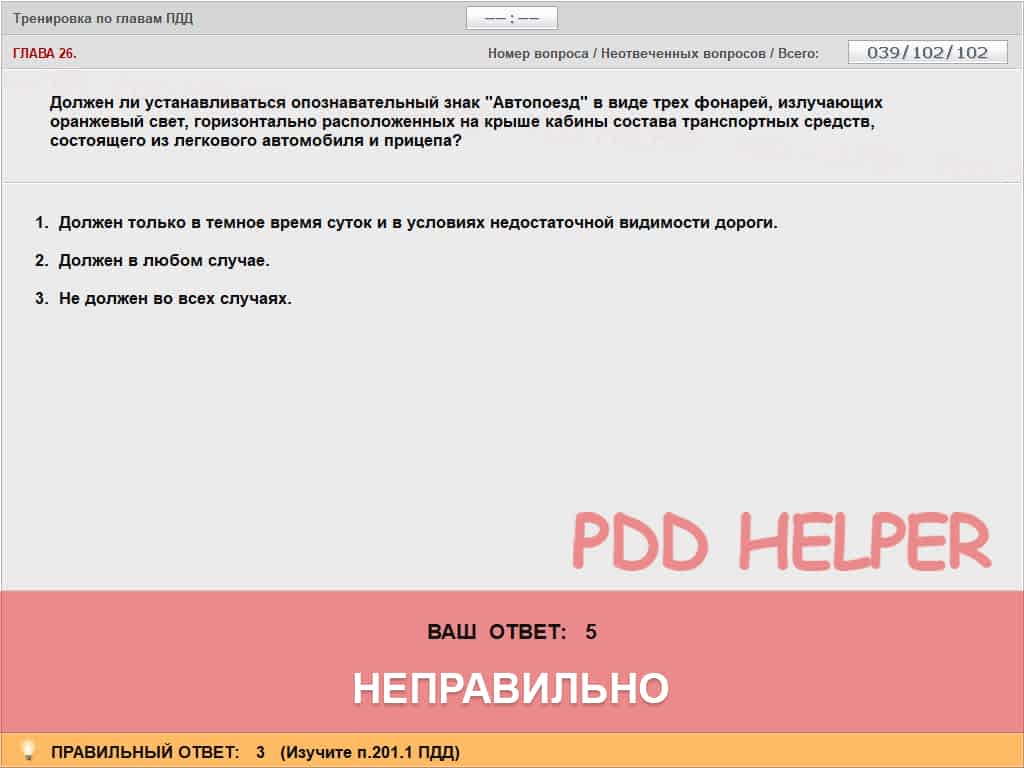 Тренировка по главам ПДД
–– : ––
ГЛАВА 26.
Номер вопроса / Неотвеченных вопросов / Всего:
039/102/102
Должен ли устанавливаться опознавательный знак "Автопоезд" в виде трех фонарей, излучающих
оранжевый свет, горизонтально расположенных на крыше кабины состава транспортных средств,
состоящего из легкового автомобиля и прицепа?
1. Должен только в темное время суток и в условиях недостаточной видимости дороги.
2. Должен в любом случае.
3. Не должен во всех случаях.
PDD HELPER
ВАШ ОТВЕТ: 5
НЕПРАВИЛЬНО
ПРАВИЛЬНЫЙ ОТВЕТ: 3 (Изучите п.201.1 ПДД)